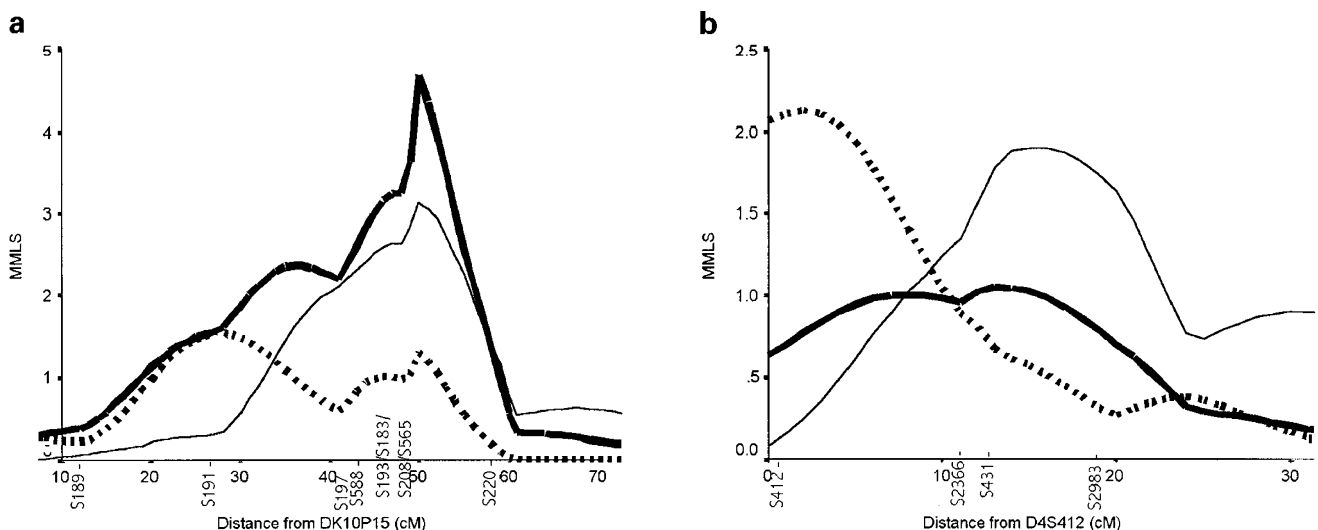 a
5
4
3
2
1
MMLS
10 20 30 40 50 60 70
S189
S191
S197
S588
S193/S183/
S208/S565
S220
Distance from DK10P15 (cM)
b
2.5
2.0
1.5
1.0
.5
0.0
MMLS
0 10 20 30
S412
S2366
S431
S2983
Distance from D4S412 (cM)